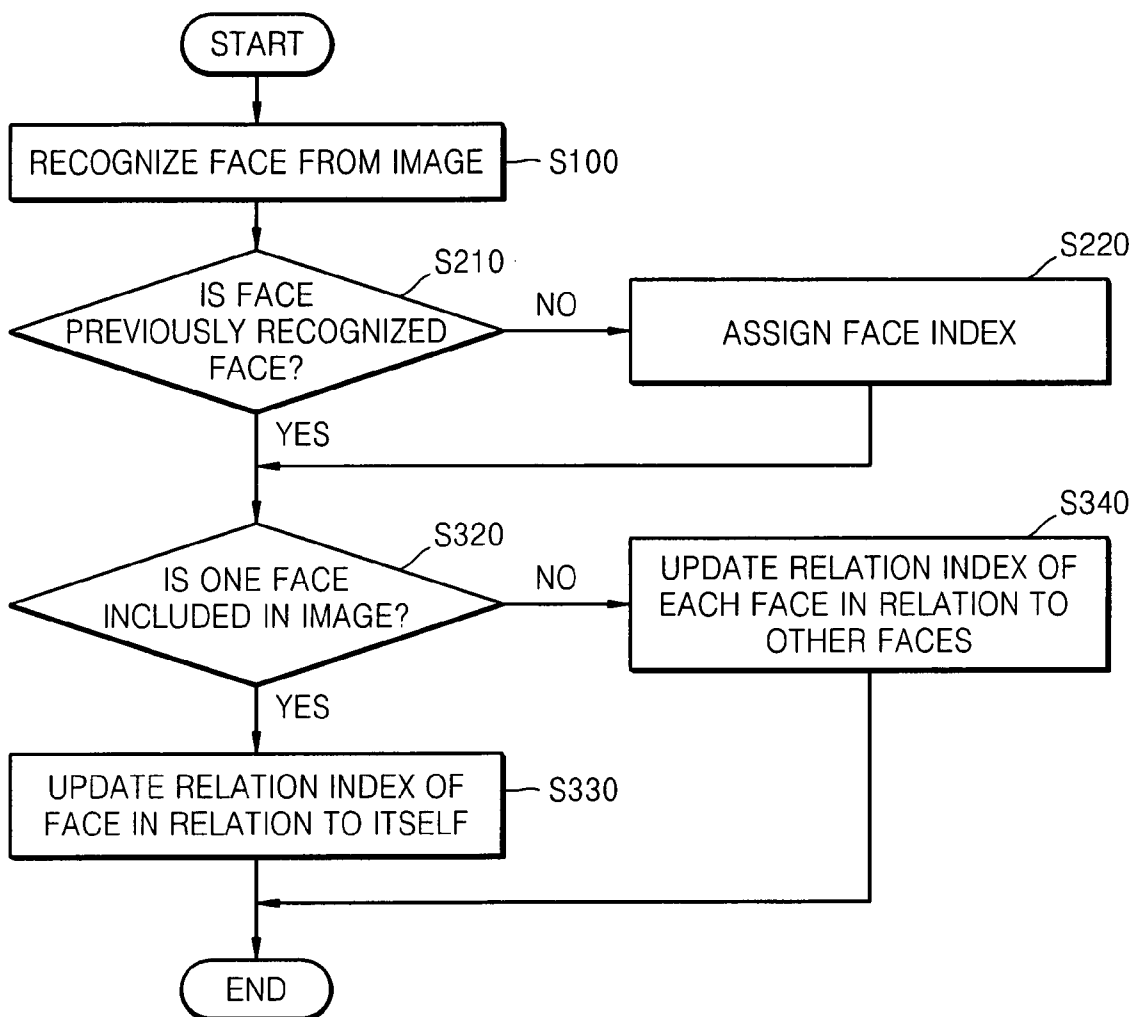 START
RECOGNIZE FACE FROM IMAGE
S100
S210
IS FACE
PREVIOUSLY RECOGNIZED
FACE?
NO
S220
ASSIGN FACE INDEX
YES
S320
IS ONE FACE
INCLUDED IN IMAGE?
NO
S340
UPDATE RELATION INDEX OF
EACH FACE IN RELATION TO
OTHER FACES
YES
UPDATE RELATION INDEX OF
FACE IN RELATION TO ITSELF
S330
END